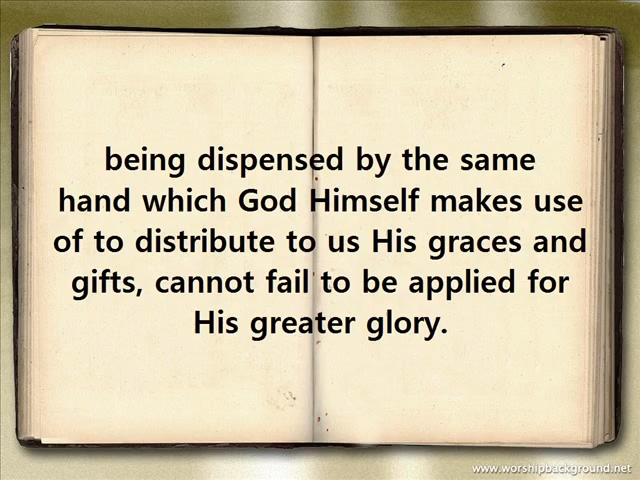 being dispensed by the same
hand which God Himself makes use
of to distribute to us His graces and
gifts, cannot fail to be applied for
His greater glory.
www.worshipbackground.net